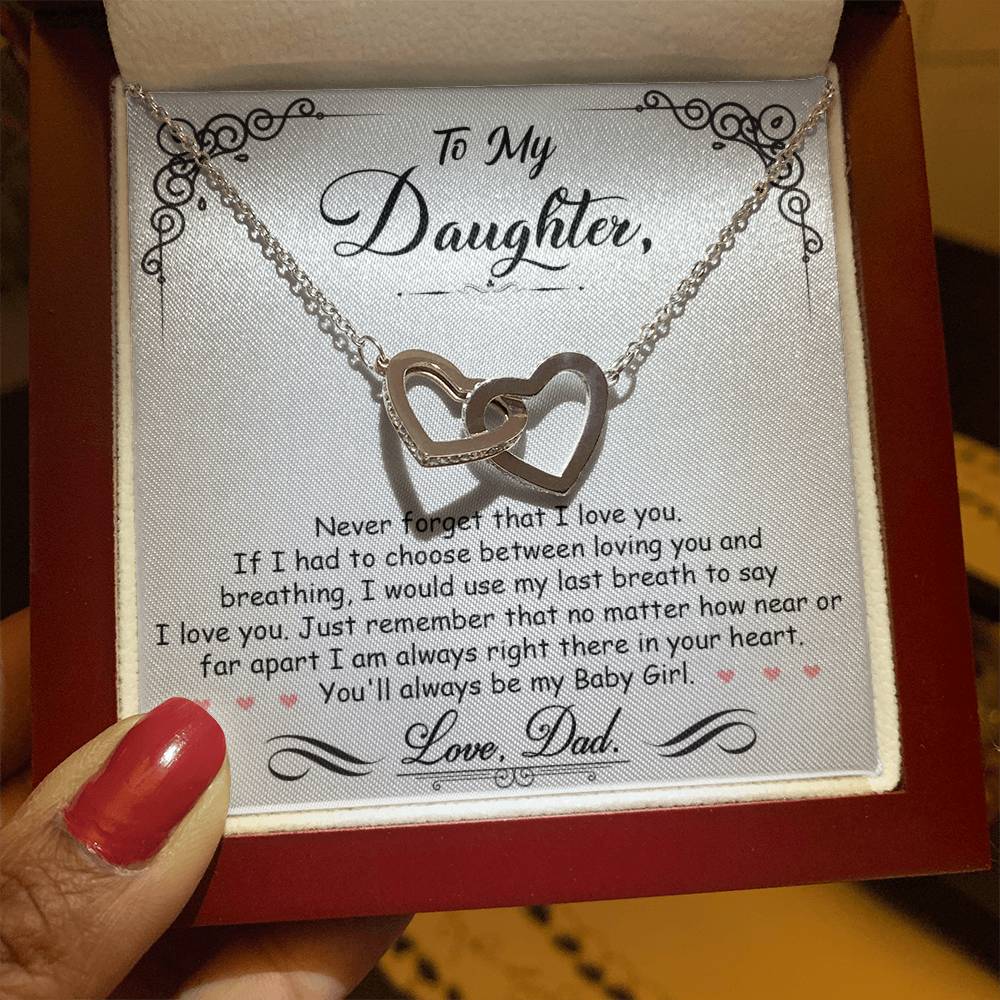 To My
Daughter,
Never forget that I love you.
If I had to choose between loving you and
breathing, I would use my last breath to say
I love you. Just remember that no matter how near or
far apart I am always right there in your heart.
You'll always be my Baby Girl.
Love, Dad.